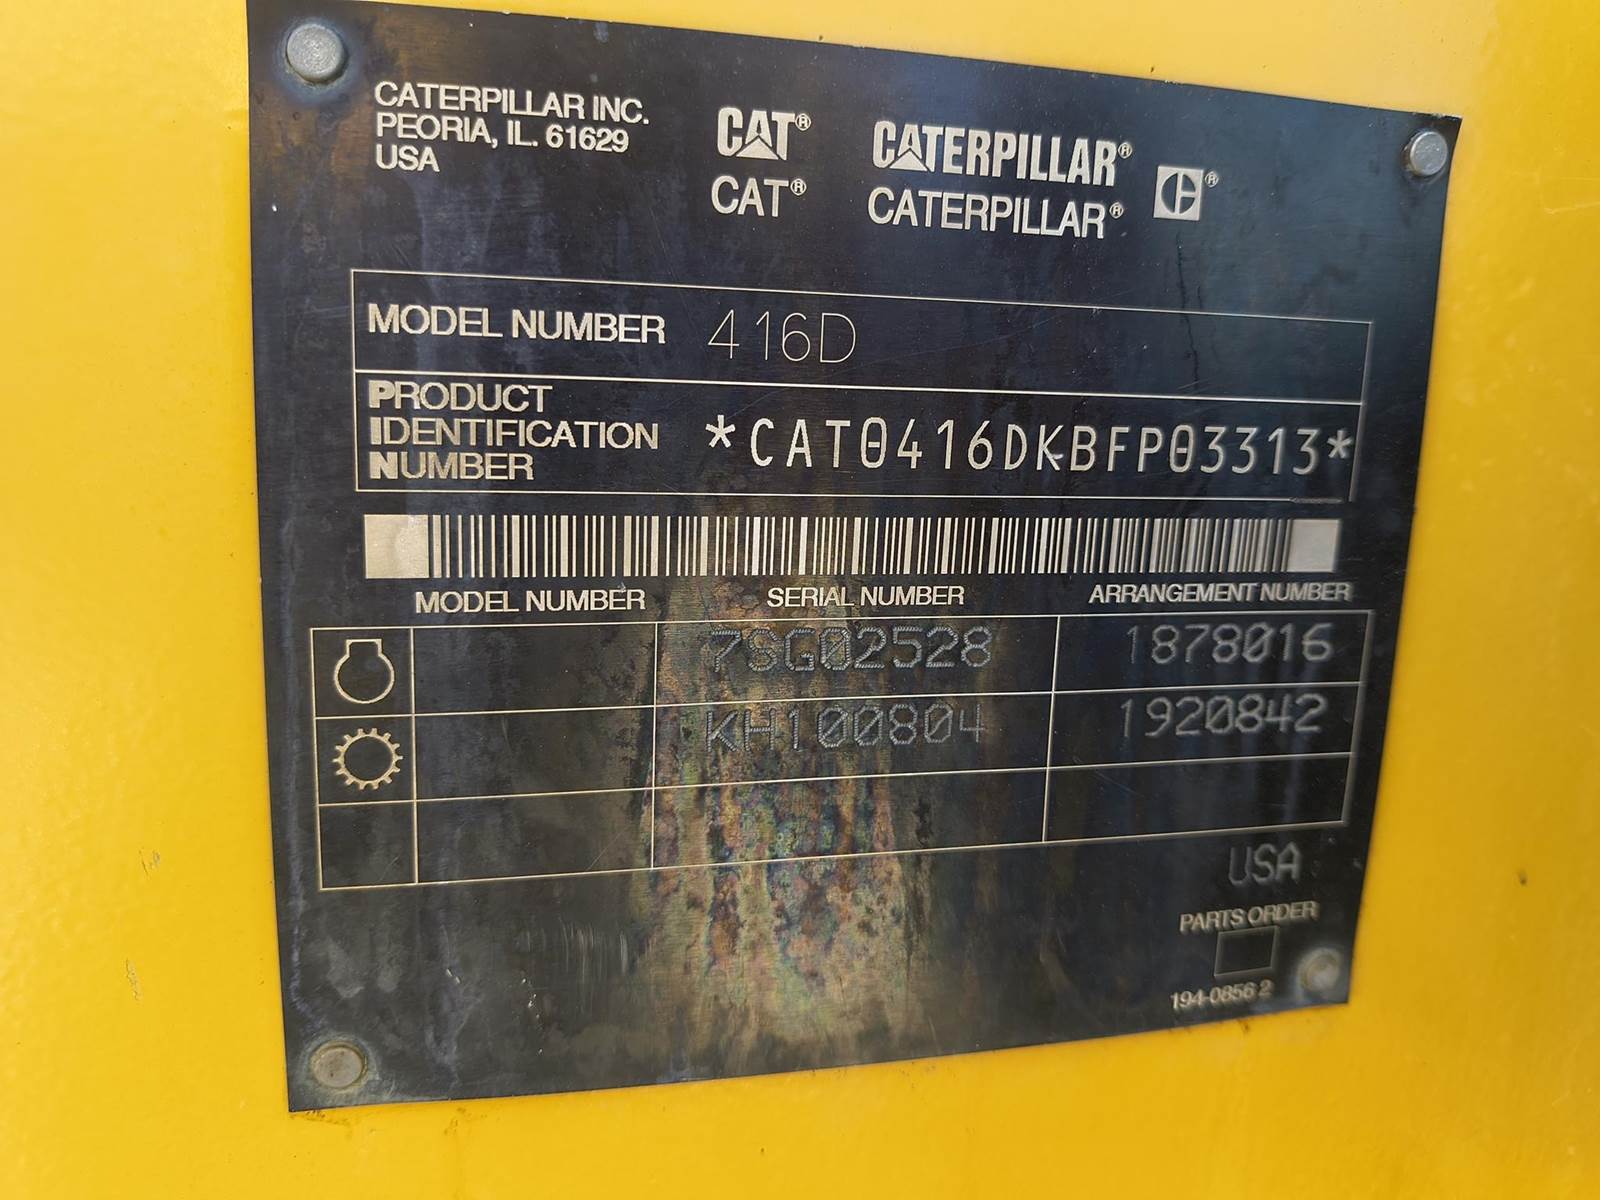 CATERPILLAR INC.
PEORIA, IL. 61629
USA
CAT®
CAT®
CATERPILLAR®
CATERPILLAR®
®
MODEL NUMBER 416D
PRODUCT
IDENTIFICATION
NUMBER
*CAT0416DKBFP03313*
MODEL NUMBER SERIAL NUMBER ARRANGEMENT NUMBER
7SG02528 1878016
KH100804 1920842
USA
PARTS ORDER
194-0856 2